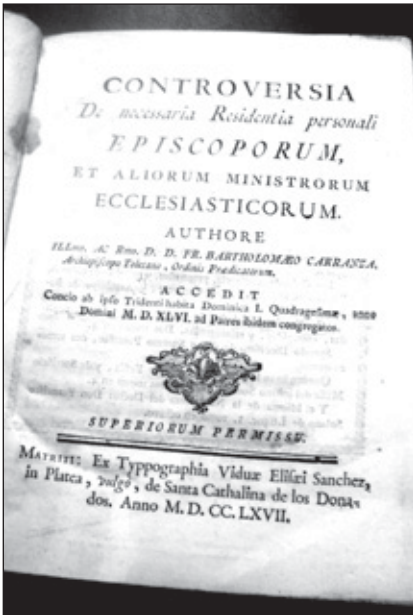 CONTROVERSIA
De necessaria Residentia personali
EPISCOPORUM,
ET ALIORUM MINISTRORUM
ECCLESIASTICORUM.
AUTHORE
ILLmo. AC Rmo. D. D. FR. BARTHOLOMÆO CARRANZA,
Archiepiscopo Toletano, Ordinis Prædicatorum.
ACCEDIT
Concio ab ipso Tridenti habita Dominica I. Quadragesimæ, anno
Domini M. D. XLVI. ad Patres ibidem congregatos.
SUPERIORUM PERMISSU.
MATRITI: Ex Typpographia Viduæ Elisæi Sanchez,
in Platea, vulgo, de Santa Cathalina de los Dona-
dos. Anno M. D. CC. LXVII.